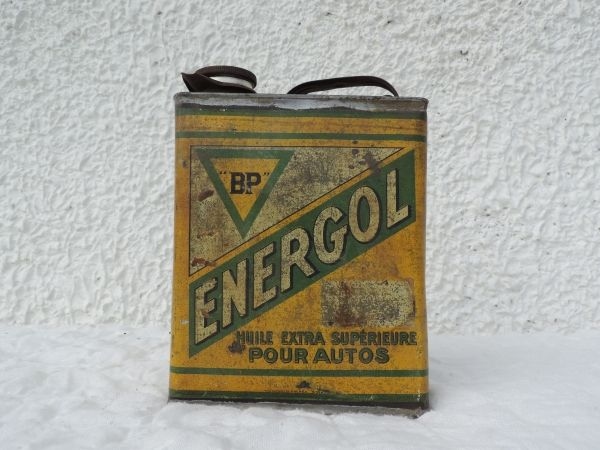 "BP"
ENERGOL
HUILE EXTRA SUPÉRIEURE
POUR AUTOS